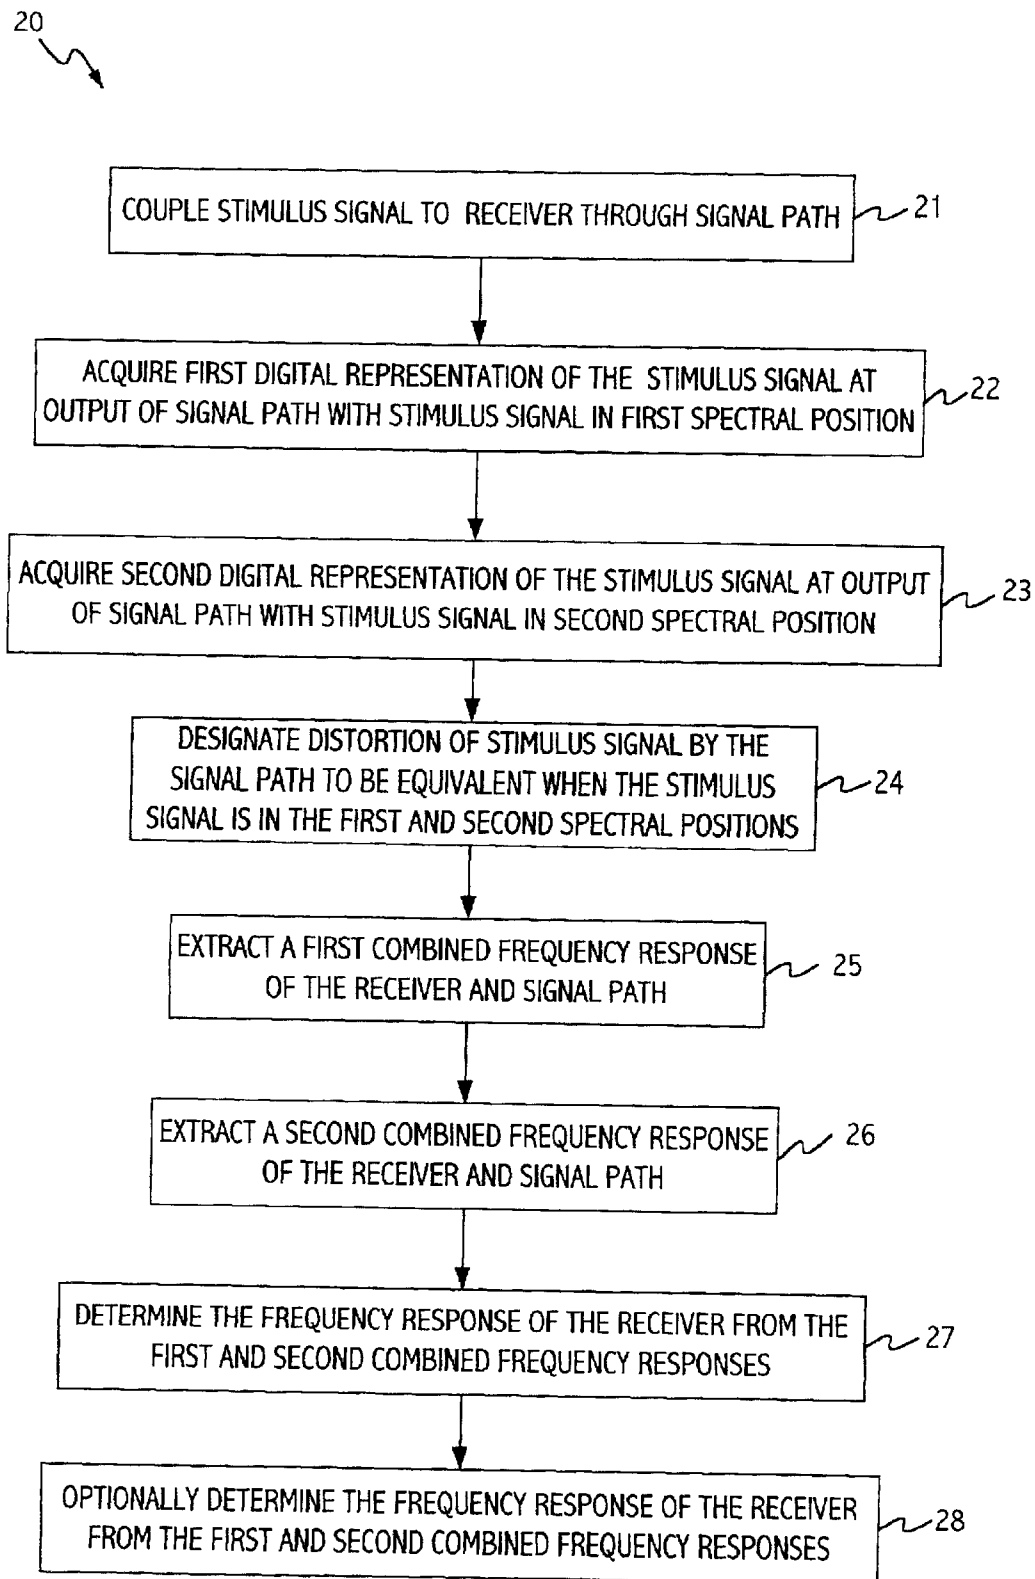 20
COUPLE STIMULUS SIGNAL TO RECEIVER THROUGH SIGNAL PATH
21
ACQUIRE FIRST DIGITAL REPRESENTATION OF THE STIMULUS SIGNAL AT
OUTPUT OF SIGNAL PATH WITH STIMULUS SIGNAL IN FIRST SPECTRAL POSITION
22
ACQUIRE SECOND DIGITAL REPRESENTATION OF THE STIMULUS SIGNAL AT OUTPUT
OF SIGNAL PATH WITH STIMULUS SIGNAL IN SECOND SPECTRAL POSITION
23
DESIGNATE DISTORTION OF STIMULUS SIGNAL BY THE
SIGNAL PATH TO BE EQUIVALENT WHEN THE STIMULUS
SIGNAL IS IN THE FIRST AND SECOND SPECTRAL POSITIONS
24
EXTRACT A FIRST COMBINED FREQUENCY RESPONSE
OF THE RECEIVER AND SIGNAL PATH
25
EXTRACT A SECOND COMBINED FREQUENCY RESPONSE
OF THE RECEIVER AND SIGNAL PATH
26
DETERMINE THE FREQUENCY RESPONSE OF THE RECEIVER FROM THE
FIRST AND SECOND COMBINED FREQUENCY RESPONSES
27
OPTIONALLY DETERMINE THE FREQUENCY RESPONSE OF THE RECEIVER
FROM THE FIRST AND SECOND COMBINED FREQUENCY RESPONSES
28